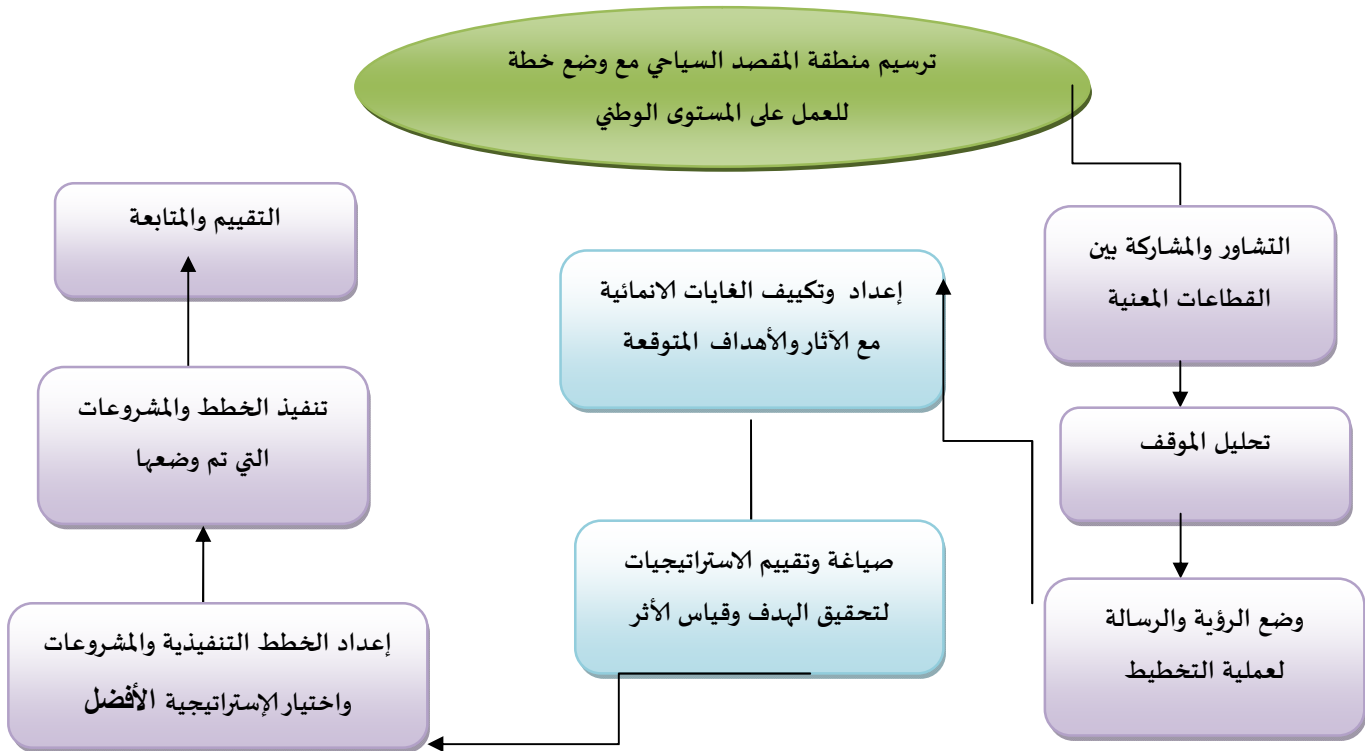 ترسيم منطقة المقصد السياحي مع وضع خطة
للعمل على المستوى الوطني
التشاور والمشاركة بين
القطاعات المعنية
تحليل الموقف
وضع الرؤية والرسالة
لعملية التخطيط
إعداد وتكييف الغايات الانمائية
مع الآثار والأهداف المتوقعة
صياغة وتقييم الاستراتيجيات
لتحقيق الهدف وقياس الأثر
إعداد الخطط التنفيذية والمشروعات
واختيار الإستراتيجية الأفضل
تنفيذ الخطط والمشروعات
التي تم وضعها
التقييم والمتابعة